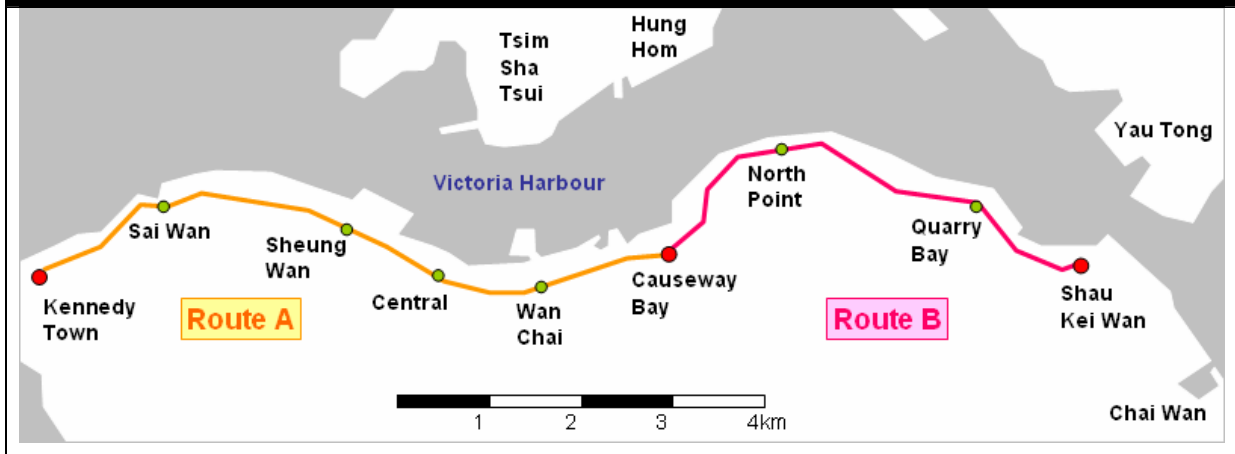 Tsim
Sha
Tsui
Hung
Hom
Yau Tong
Victoria Harbour
North
Point
Sai Wan
Sheung
Wan
Quarry
Bay
Kennedy
Town
Central
Wan
Chai
Causeway
Bay
Shau
Kei Wan
Route A
Route B
Chai Wan
1 2 3 4km